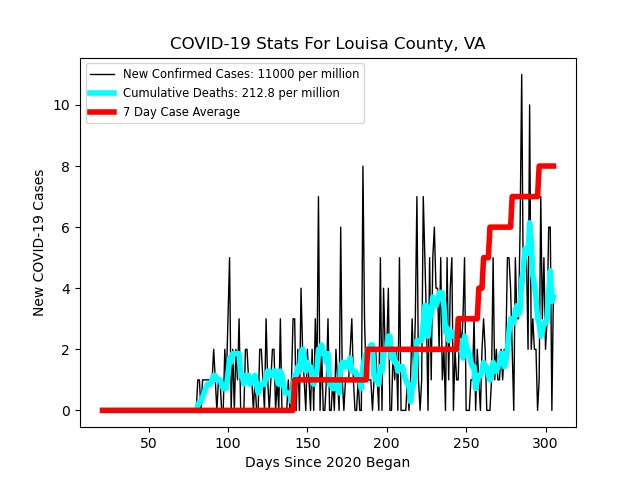 COVID-19 Stats For Louisa County, VA
New Confirmed Cases: 11000 per million
Cumulative Deaths: 212.8 per million
7 Day Case Average
New COVID-19 Cases
10
8
6
4
2
0
50 100 150 200 250 300
Days Since 2020 Began